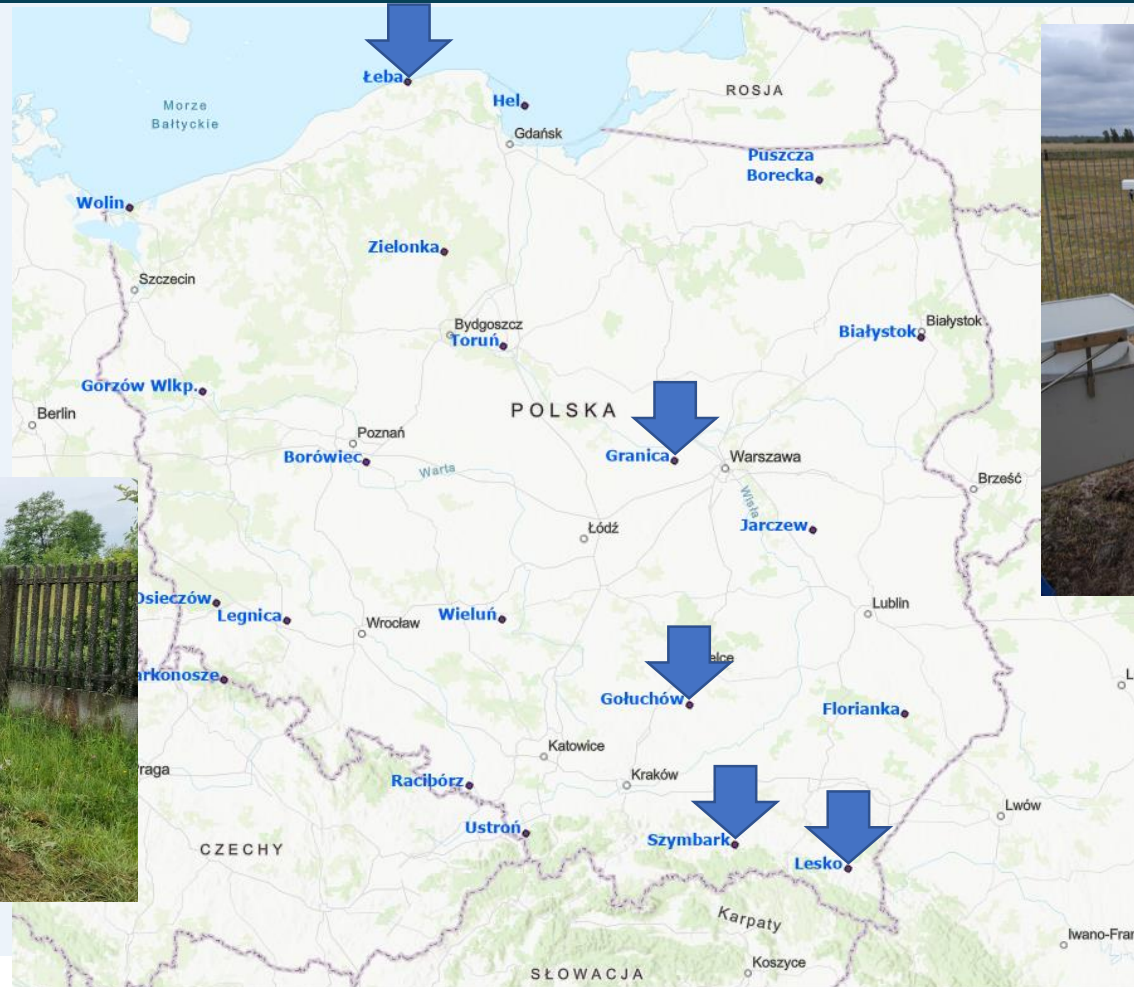 Łeba
Hel
ROSJA
Morze
Bałtyckie
Gdańsk
Puszcza
Borecka
Wolin
Zielonka
Szczecin
Bydgoszcz
Toruń
Białystok
Białystok
Gorzów Wlkp.
Berlin
POLSKA
Poznań
Borówiec
Warta
Granica
Warszawa
Brześć
Wisła
Łódź
Jarczew
Osieczów
Legnica
Wrocław
Wieluń
Lublin
elce
arkonosze
Gołuchów
Florianka
L
raga
Katowice
Racibórz
Kraków
Lwów
Ustroń
Szymbark
CZECHY
Lesko
Karpaty
Iwano-Fran
Koszyce
SŁOWACJA